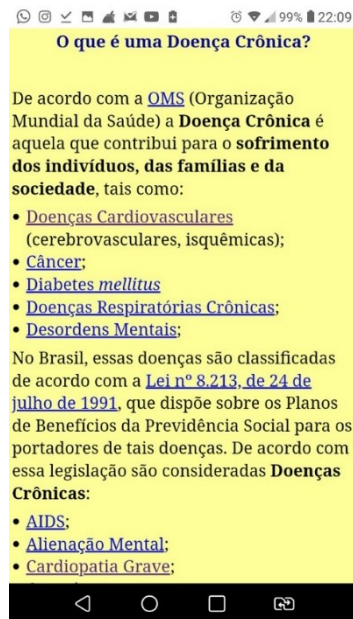 99% 22:09
O que é uma Doença Crônica?
De acordo com a OMS (Organização
Mundial da Saúde) a Doença Crônica é
aquela que contribui para o sofrimento
dos indivíduos, das famílias e da
sociedade, tais como:
• Doenças Cardiovasculares
(cerebrovasculares, isquêmicas);
• Câncer;
• Diabetes mellitus
• Doenças Respiratórias Crônicas;
• Desordens Mentais;
No Brasil, essas doenças são classificadas
de acordo com a Lei nº 8.213, de 24 de
julho de 1991, que dispõe sobre os Planos
de Benefícios da Previdência Social para os
portadores de tais doenças. De acordo com
essa legislação são consideradas Doenças
Crônicas:
• AIDS;
• Alienação Mental;
• Cardiopatia Grave;